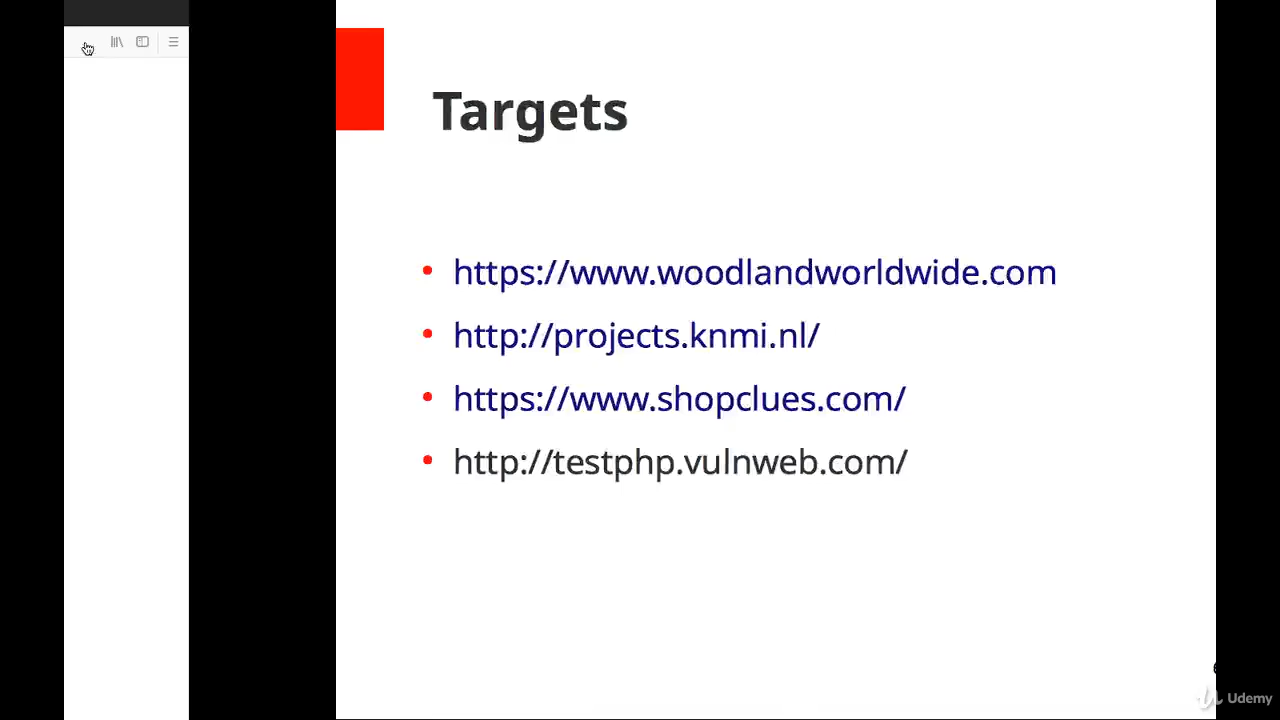 Targets
• https://www.woodlandworldwide.com
• http://projects.knmi.nl/
• https://www.shopclues.com/
• http://testphp.vulnweb.com/
Udemy